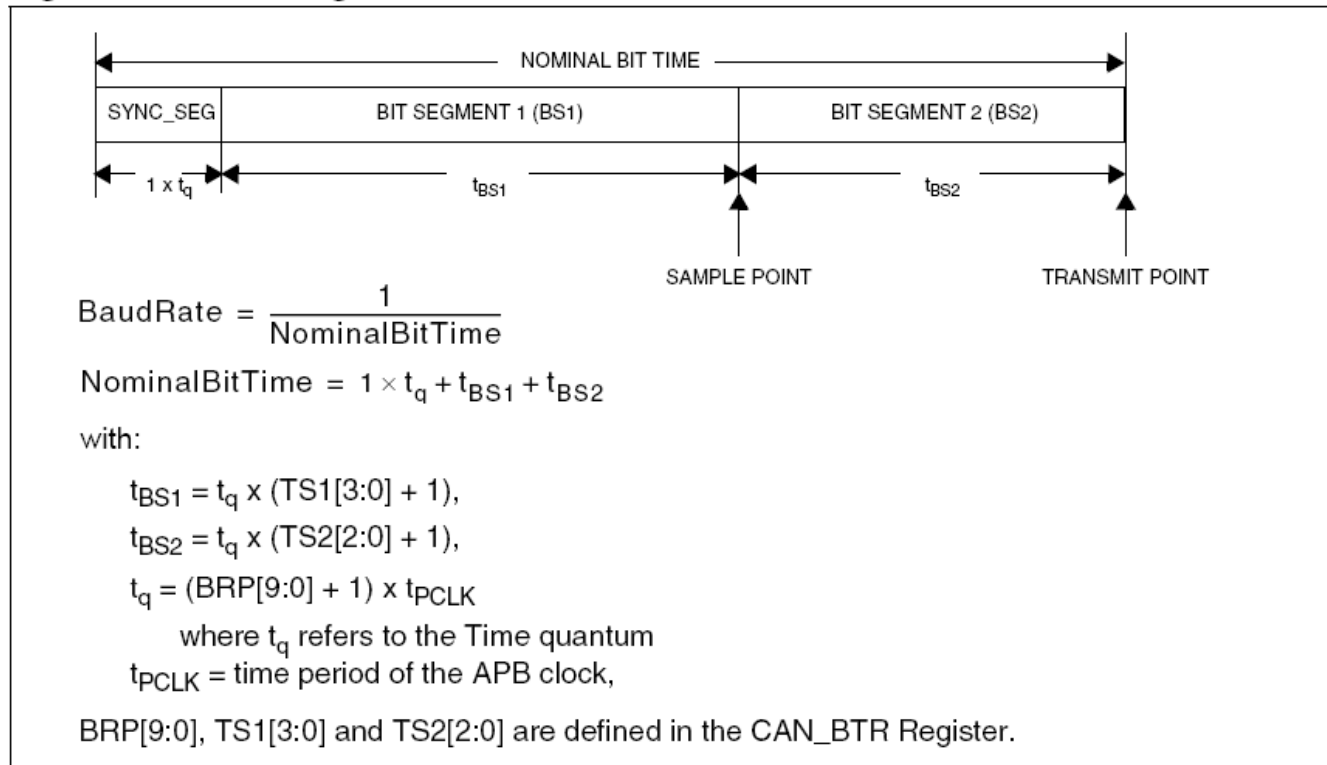 NOMINAL BIT TIME
SYNC_SEG BIT SEGMENT 1 (BS1) BIT SEGMENT 2 (BS2)
1 x tq tBS1 tBS2
SAMPLE POINT TRANSMIT POINT
BaudRate = 1 / NominalBitTime
NominalBitTime = 1 × tq + tBS1 + tBS2
with:
tBS1 = tq x (TS1[3:0] + 1),
tBS2 = tq x (TS2[2:0] + 1),
tq = (BRP[9:0] + 1) x tPCLK
where tq refers to the Time quantum
tPCLK = time period of the APB clock,
BRP[9:0], TS1[3:0] and TS2[2:0] are defined in the CAN_BTR Register.